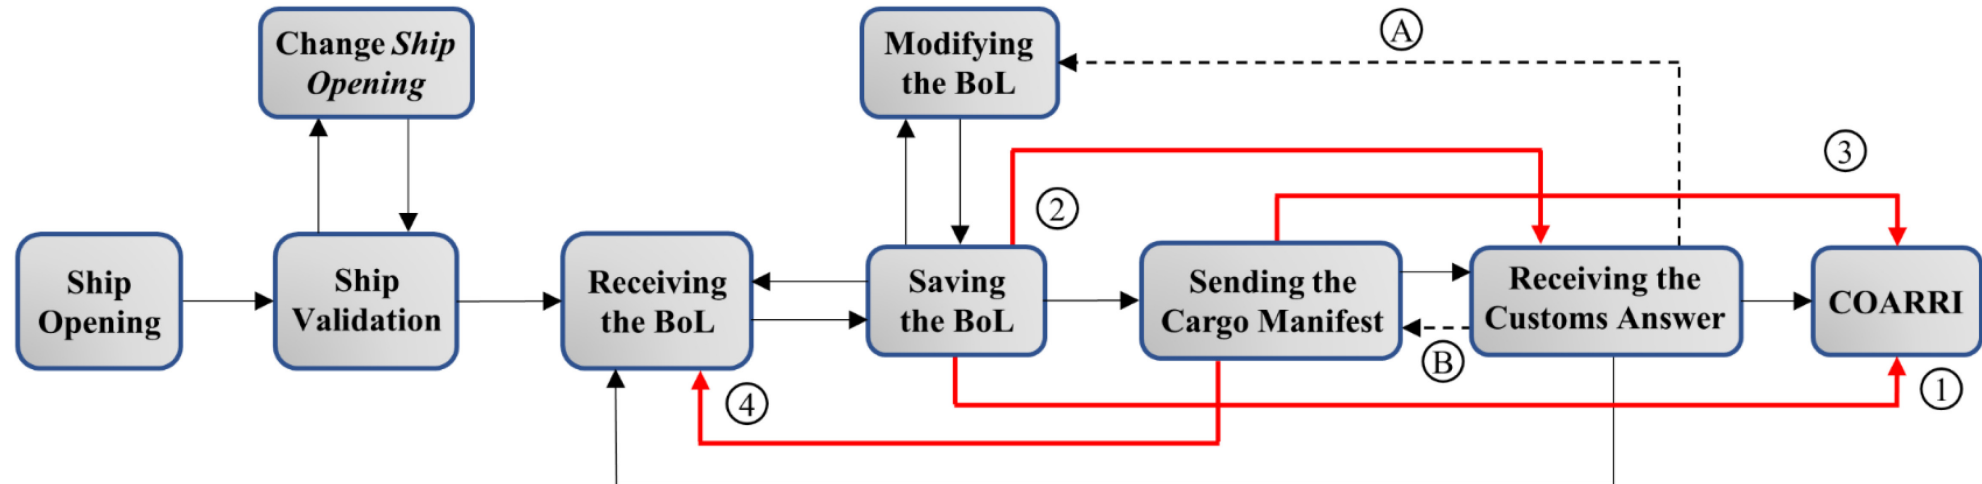 Change Ship
Opening
Modifying
the BoL
A
3
2
Ship
Opening
Ship
Validation
Receiving
the BoL
Saving
the BoL
Sending the
Cargo Manifest
Receiving the
Customs Answer
COARRI
B
4
1